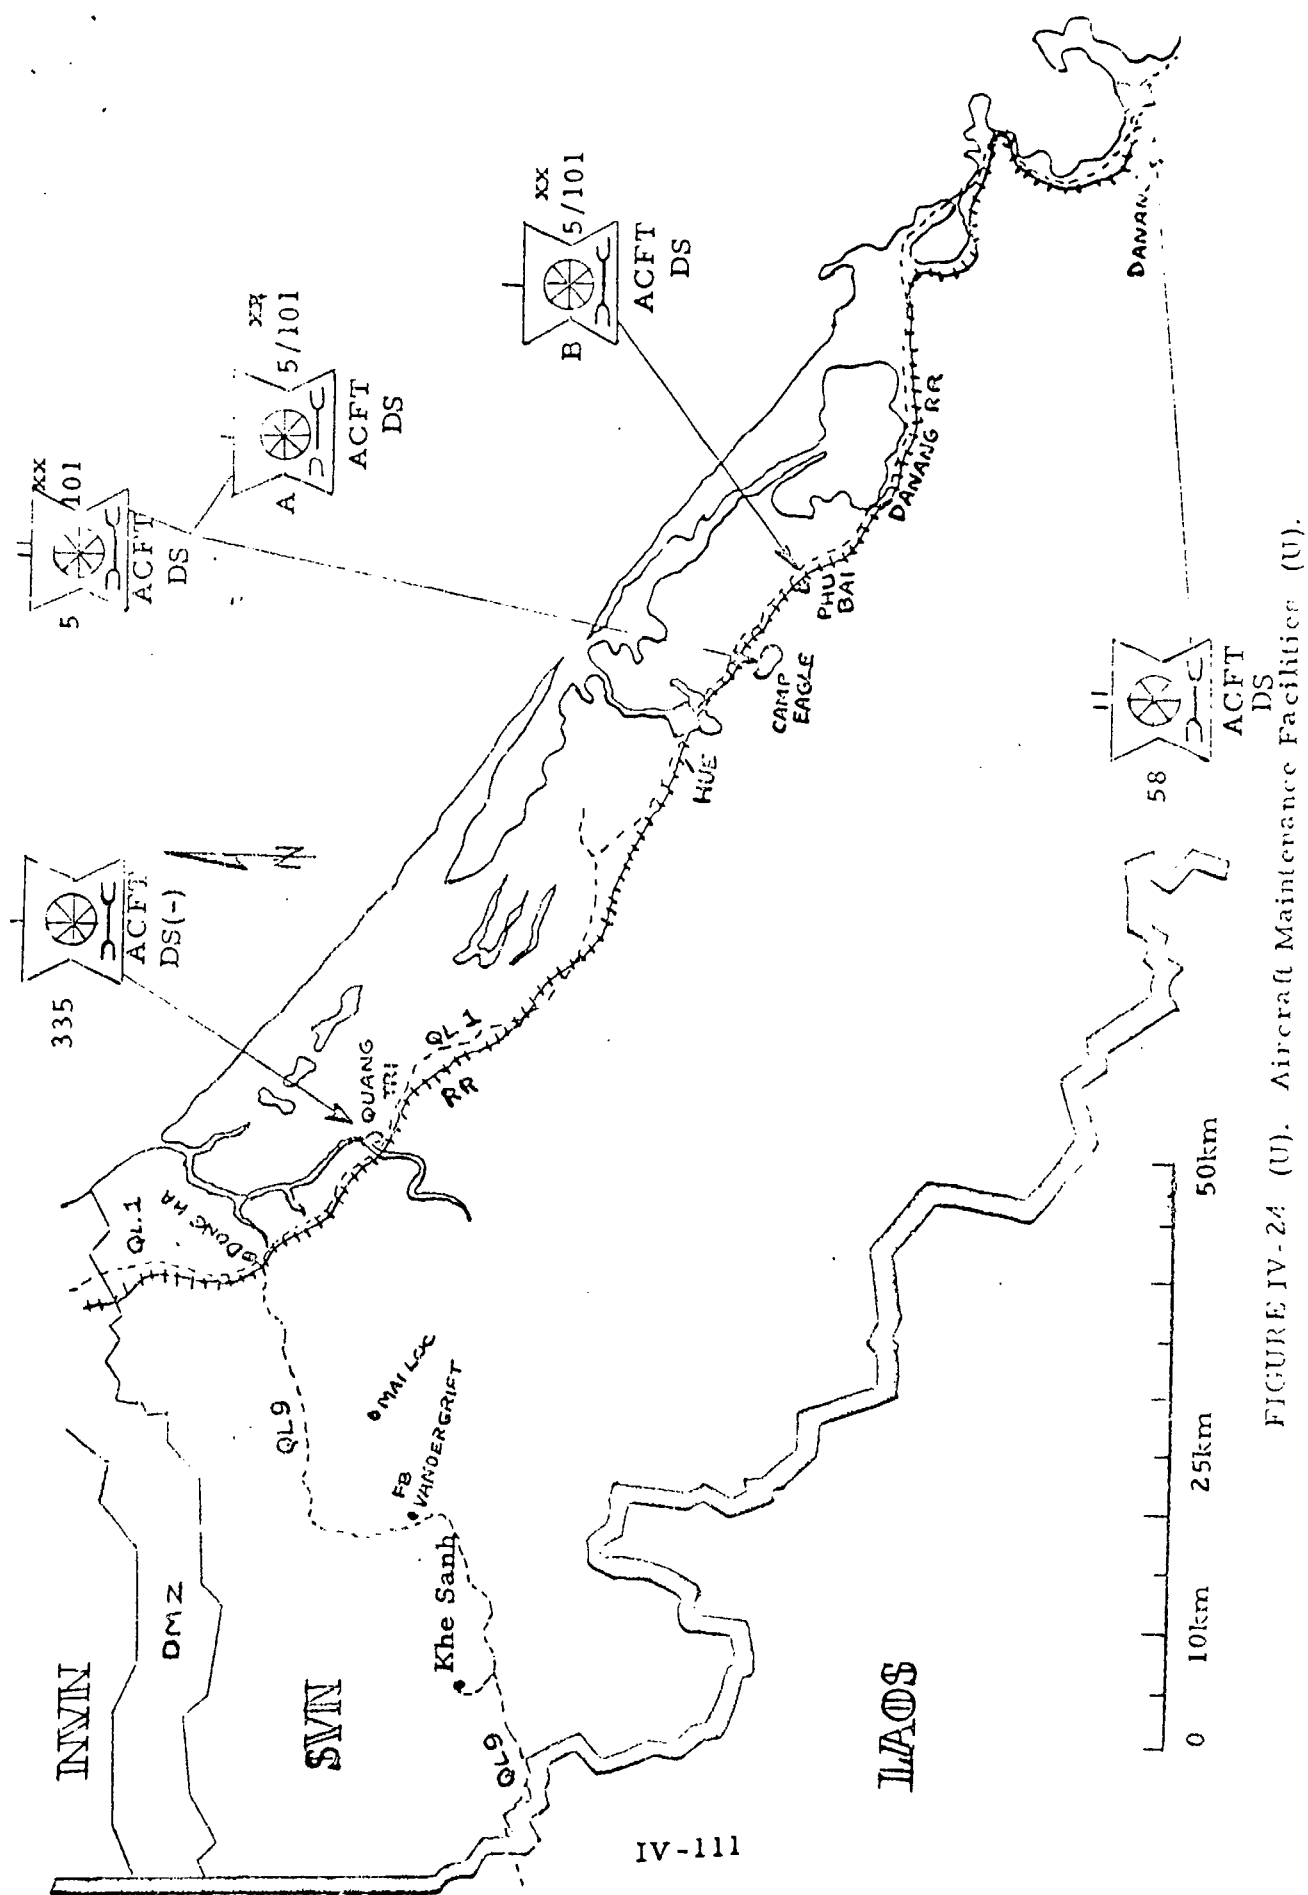 NVN
DMZ
SVN
LAOS
QL.1
DONG HA
QL9
MAI LOC
FB
VANDERGRIFT
Khe Sanh
QL9
335
ACFT
DS(-)
QUANG
TRI
QL.1
RR
N
HUE
CAMP
EAGLE
PHU
BAI
DANANG RR
DANAN
5
XX
101
ACFT
DS
A
XX
5/101
ACFT
DS
B
XX
5/101
ACFT
DS
58
ACFT
DS
0
10km
25km
50km
FIGURE IV-24 (U). Aircraft Maintenance Facilities (U).
IV-111